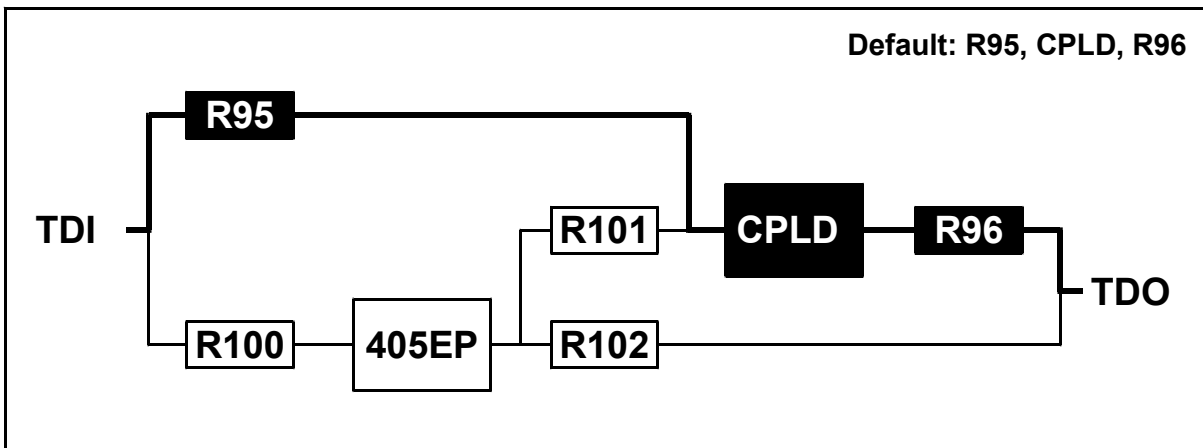 Default: R95, CPLD, R96
R95
TDI
R101
CPLD
R96
TDO
R100
405EP
R102